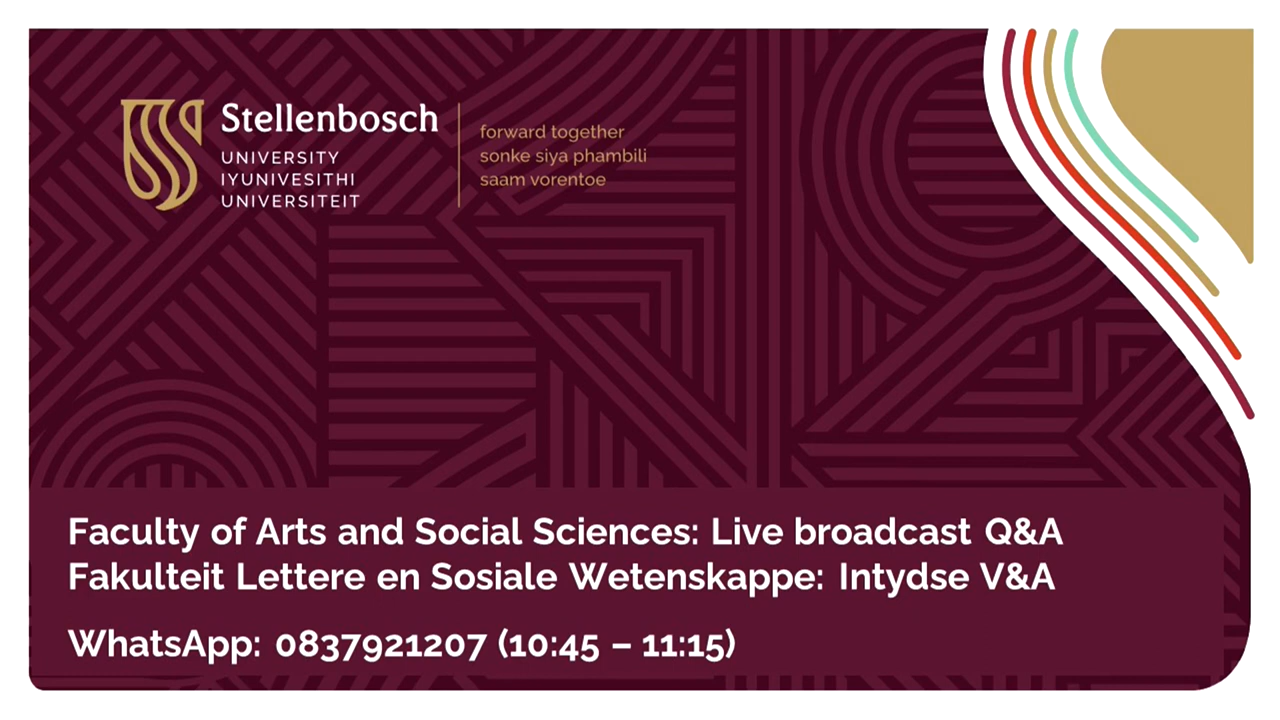 Stellenbosch
UNIVERSITY
IYUNIVESITHI
UNIVERSITEIT
forward together
sonke siya phambili
saam vorentoe
Faculty of Arts and Social Sciences: Live broadcast Q&A
Fakulteit Lettere en Sosiale Wetenskappe: Intydse V&A
WhatsApp: 0837921207 (10:45 – 11:15)